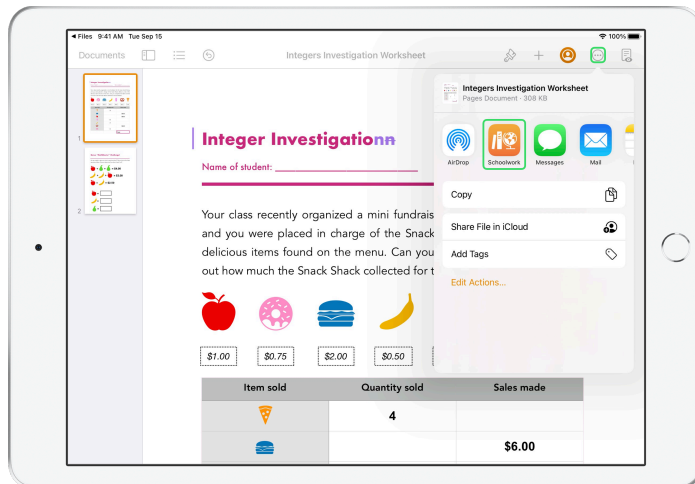 Files 9:41 AM Tue Sep 15
100%
Documents
Integers Investigation Worksheet
Integers Investigation Worksheet
Pages Document · 308 KB
AirDrop
Schoolwork
Messages
Mail
Copy
Share File in iCloud
Add Tags
Edit Actions...
1
2
Integer Investigationn
Name of student:
Your class recently organized a mini fundrais
and you were placed in charge of the Snack
delicious items found on the menu. Can you
out how much the Snack Shack collected for t
$1.00 $0.75 $2.00 $0.50
Item sold Quantity sold Sales made
4
$6.00